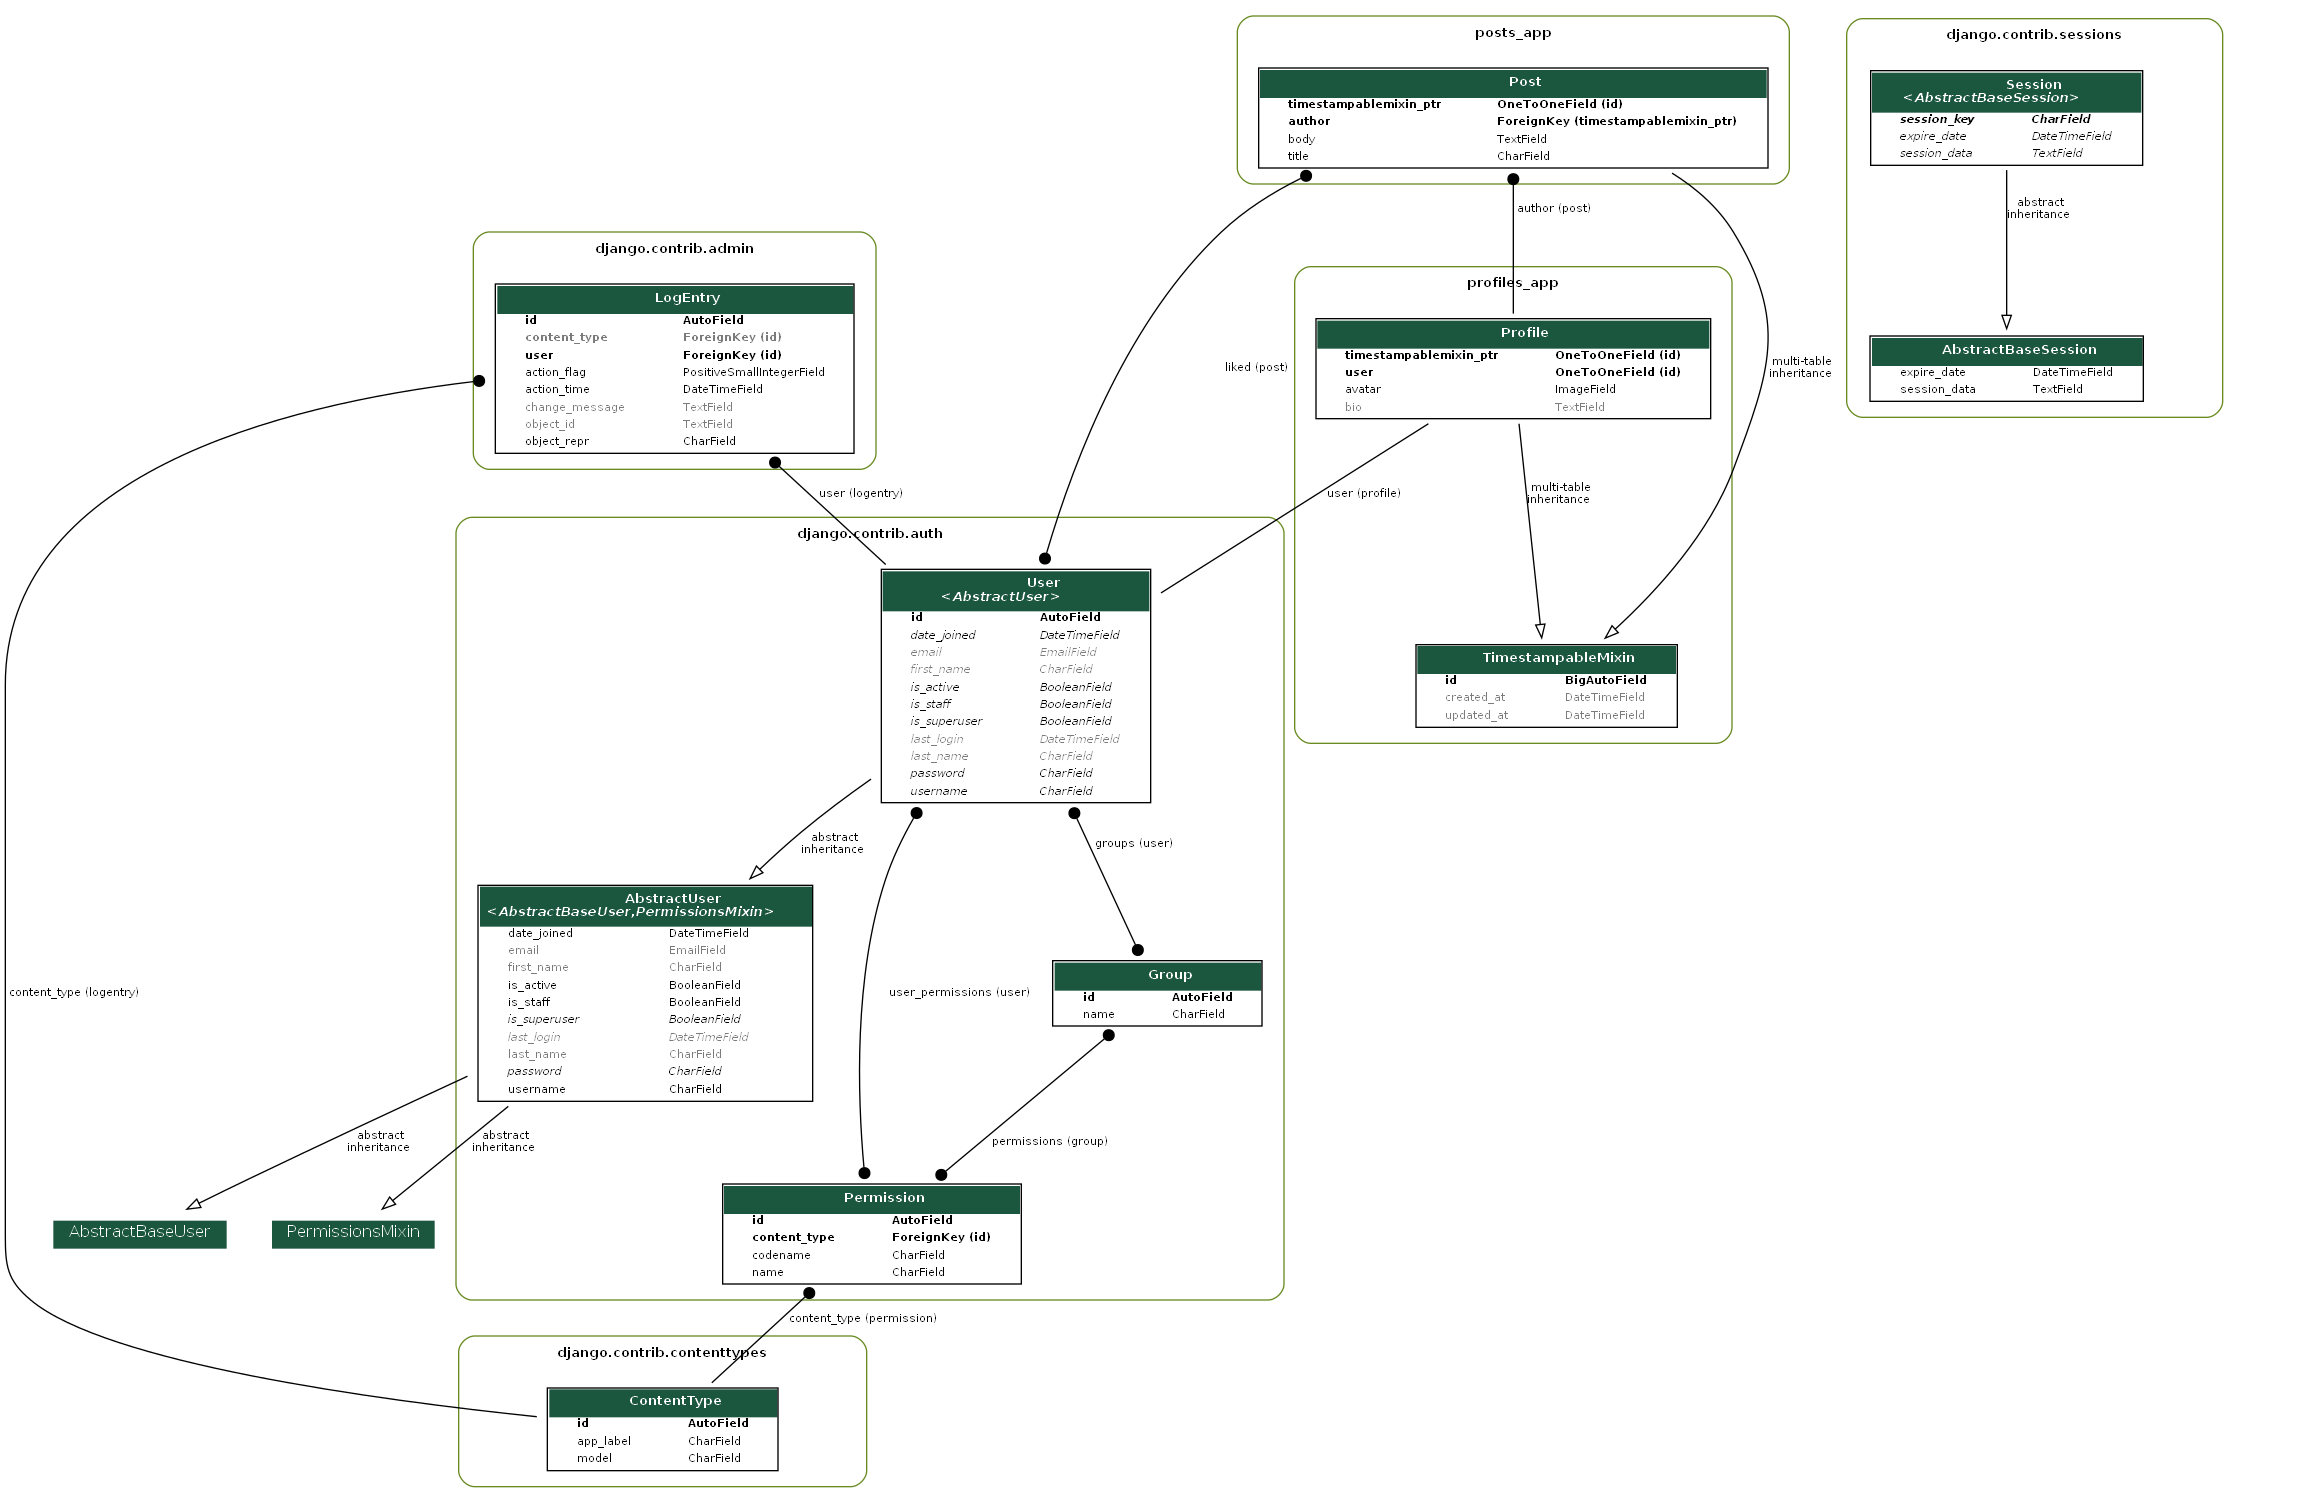 posts_app
Post
timestampablemixin_ptr OneToOneField (id)
author ForeignKey (timestampablemixin_ptr)
body TextField
title CharField
django.contrib.sessions
Session
<AbstractBaseSession>
session_key CharField
expire_date DateTimeField
session_data TextField
abstract
inheritance
AbstractBaseSession
expire_date DateTimeField
session_data TextField
author (post)
django.contrib.admin
LogEntry
id AutoField
content_type ForeignKey (id)
user ForeignKey (id)
action_flag PositiveSmallIntegerField
action_time DateTimeField
change_message TextField
object_id TextField
object_repr CharField
profiles_app
Profile
timestampablemixin_ptr OneToOneField (id)
user OneToOneField (id)
avatar ImageField
bio TextField
liked (post)
multi-table
inheritance
user (logentry)
user (profile)
multi-table
inheritance
TimestampableMixin
id BigAutoField
created_at DateTimeField
updated_at DateTimeField
django.contrib.auth
User
<AbstractUser>
id AutoField
date_joined DateTimeField
email EmailField
first_name CharField
is_active BooleanField
is_staff BooleanField
is_superuser BooleanField
last_login DateTimeField
last_name CharField
password CharField
username CharField
abstract
inheritance
groups (user)
AbstractUser
<AbstractBaseUser,PermissionsMixin>
date_joined DateTimeField
email EmailField
first_name CharField
is_active BooleanField
is_staff BooleanField
is_superuser BooleanField
last_login DateTimeField
last_name CharField
password CharField
username CharField
content_type (logentry)
user_permissions (user)
Group
id AutoField
name CharField
abstract
inheritance
abstract
inheritance
permissions (group)
AbstractBaseUser
PermissionsMixin
Permission
id AutoField
content_type ForeignKey (id)
codename CharField
name CharField
content_type (permission)
django.contrib.contenttypes
ContentType
id AutoField
app_label CharField
model CharField